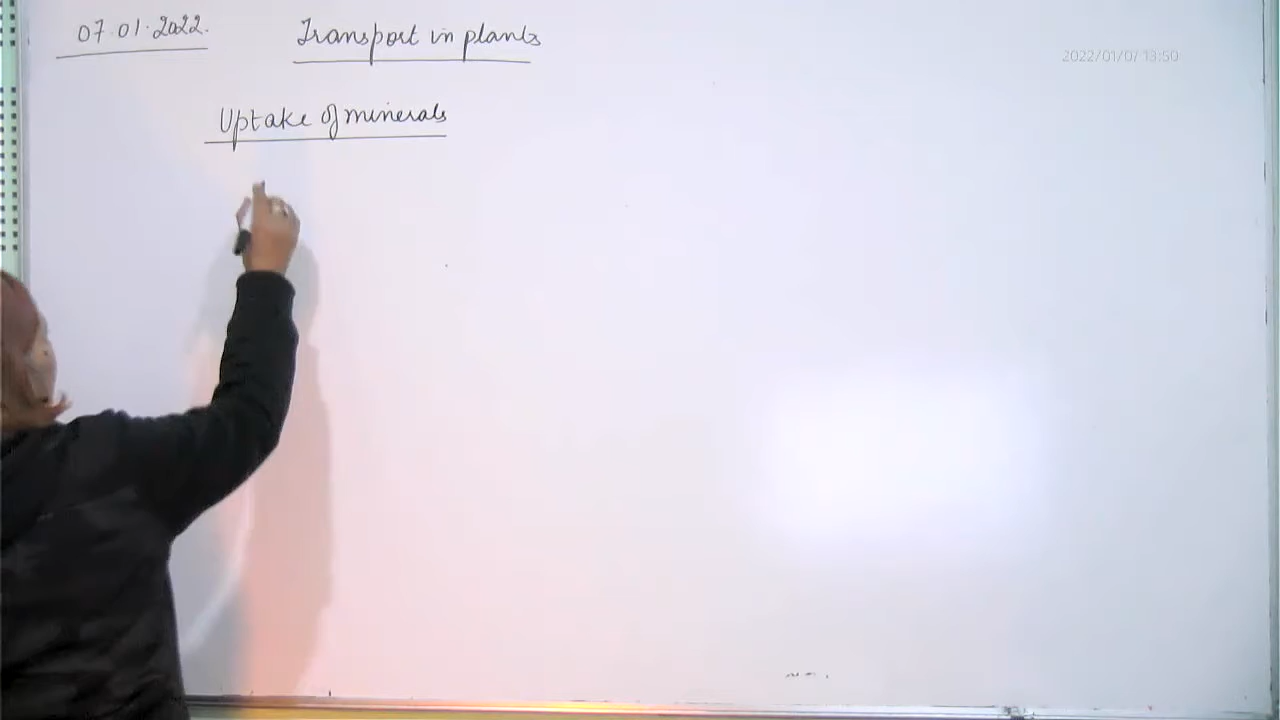 07.01.2022. Transport in plants
2022/01/07 13:50
Uptake of minerals